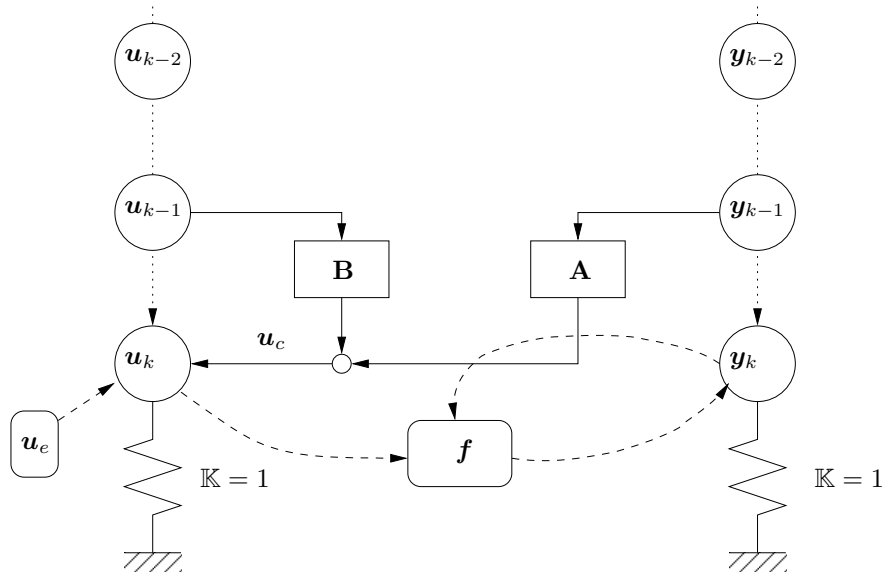 u_{k−2} y_{k−2}
u_{k−1} y_{k−1}
B A
u_c
u_k y_k
u_e f
𝕂 = 1 𝕂 = 1